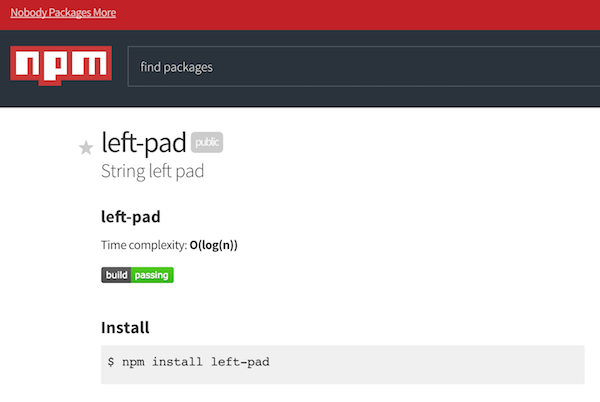 Nobody Packages More
npm
find packages
left-pad public
String left pad
left-pad
Time complexity: O(log(n))
build passing
Install
$ npm install left-pad